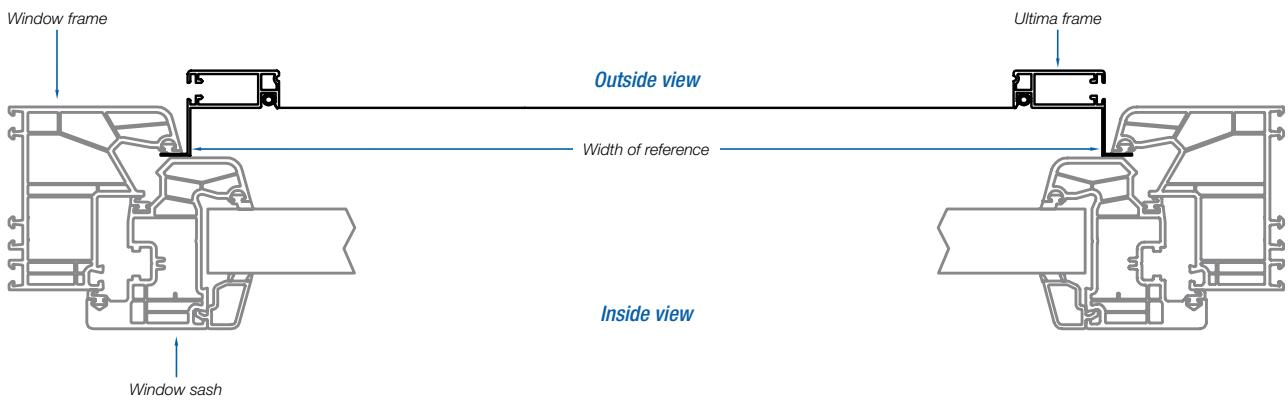 Window frame
Ultima frame
Outside view
Width of reference
Inside view
Window sash